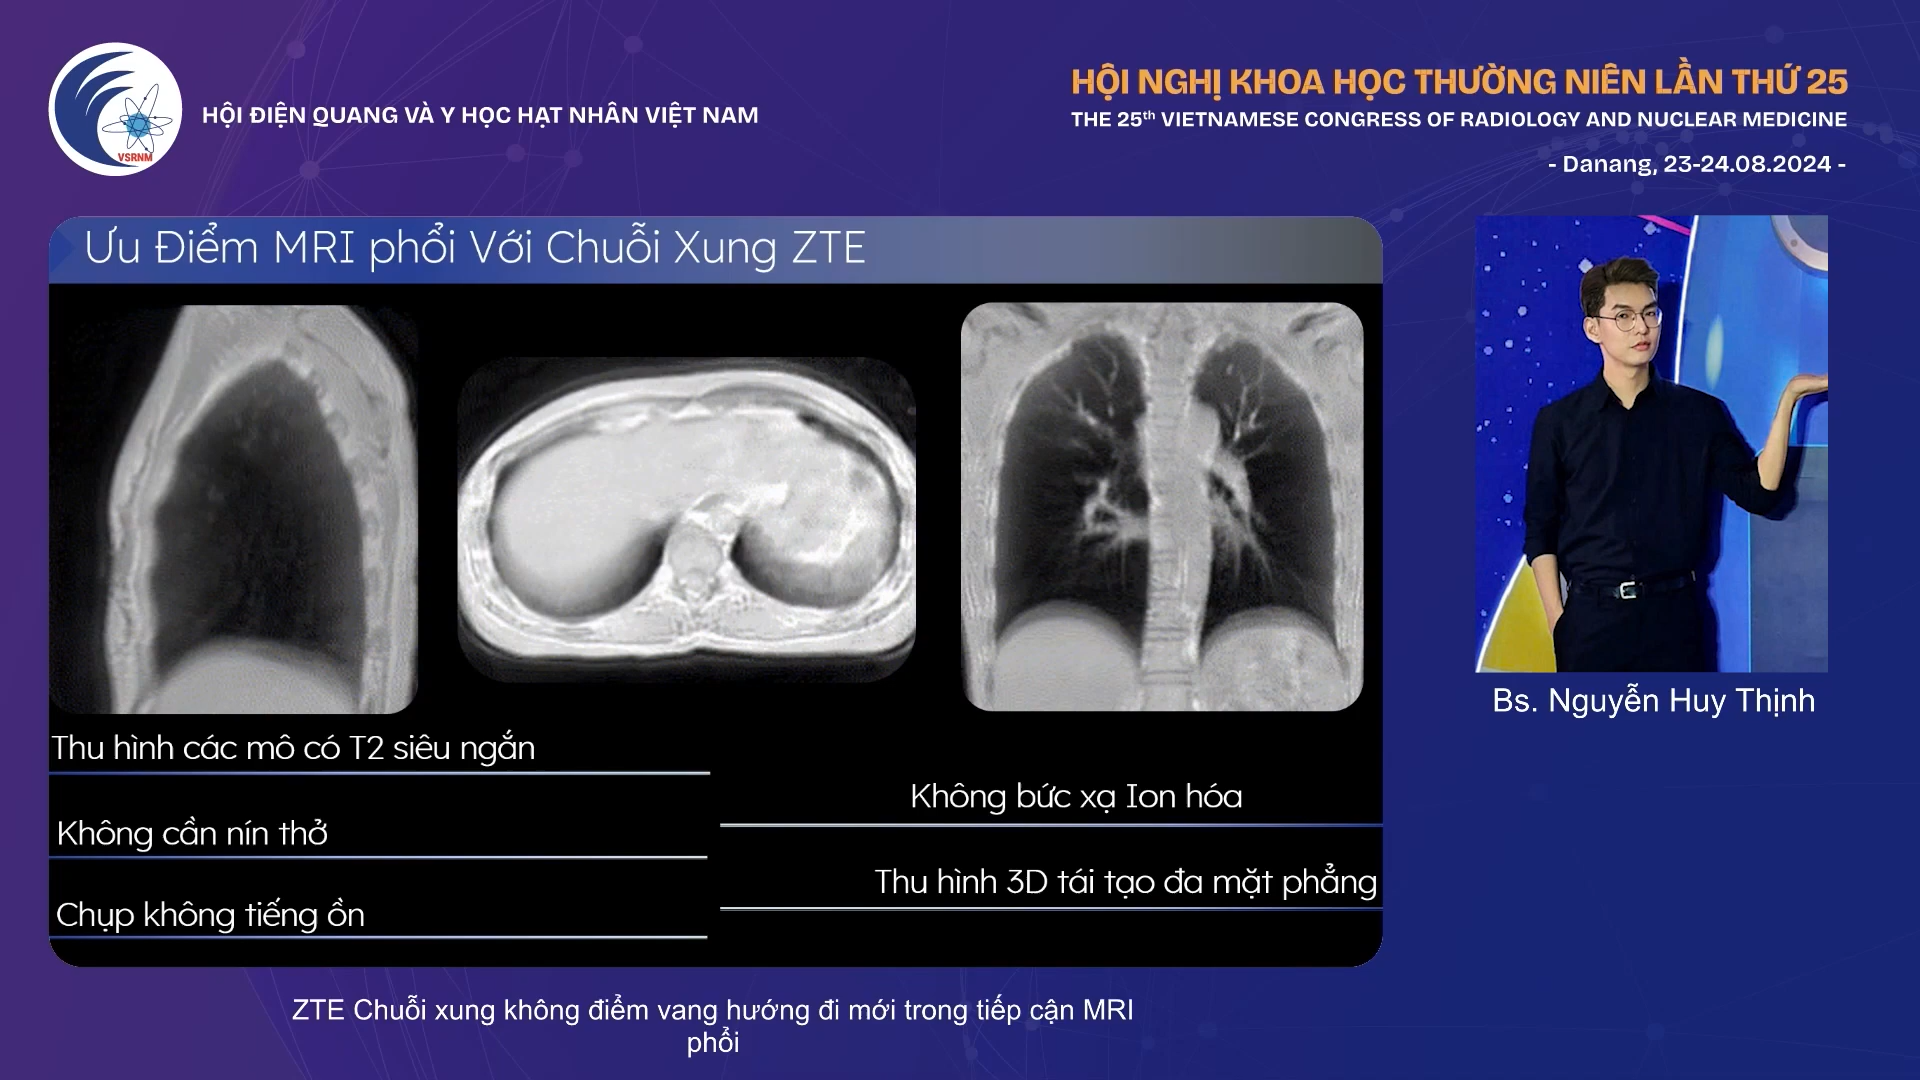 VSRNM
HỘI ĐIỆN QUANG VÀ Y HỌC HẠT NHÂN VIỆT NAM
HỘI NGHỊ KHOA HỌC THƯỜNG NIÊN LẦN THỨ 25
THE 25th VIETNAMESE CONGRESS OF RADIOLOGY AND NUCLEAR MEDICINE
- Danang, 23-24.08.2024 -
Ưu Điểm MRI phổi Với Chuỗi Xung ZTE
Thu hình các mô có T2 siêu ngắn
Không cần nín thở
Chụp không tiếng ồn
Không bức xạ Ion hóa
Thu hình 3D tái tạo đa mặt phẳng
Bs. Nguyễn Huy Thịnh
ZTE Chuỗi xung không điểm vang hướng đi mới trong tiếp cận MRI
phổi